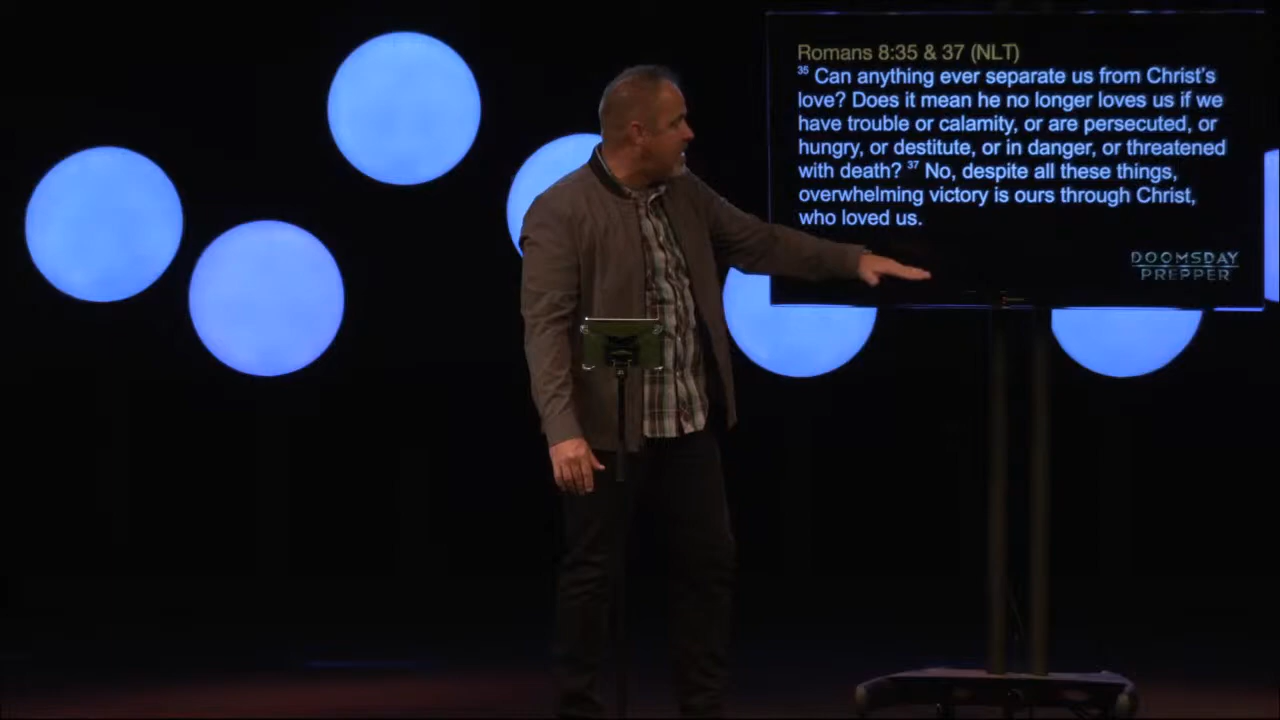 Romans 8:35 & 37 (NLT)
35 Can anything ever separate us from Christ's
love? Does it mean he no longer loves us if we
have trouble or calamity, or are persecuted, or
hungry, or destitute, or in danger, or threatened
with death? 37 No, despite all these things,
overwhelming victory is ours through Christ,
who loved us.
DOOMSDAY
PREPPER